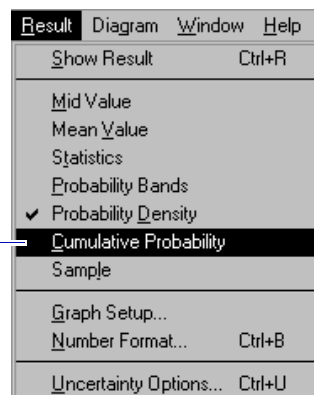 Result Diagram Window Help
Show Result Ctrl+R
Mid Value
Mean Value
Statistics
Probability Bands
✔ Probability Density
Cumulative Probability
Sample
Graph Setup...
Number Format... Ctrl+B
Uncertainty Options... Ctrl+U